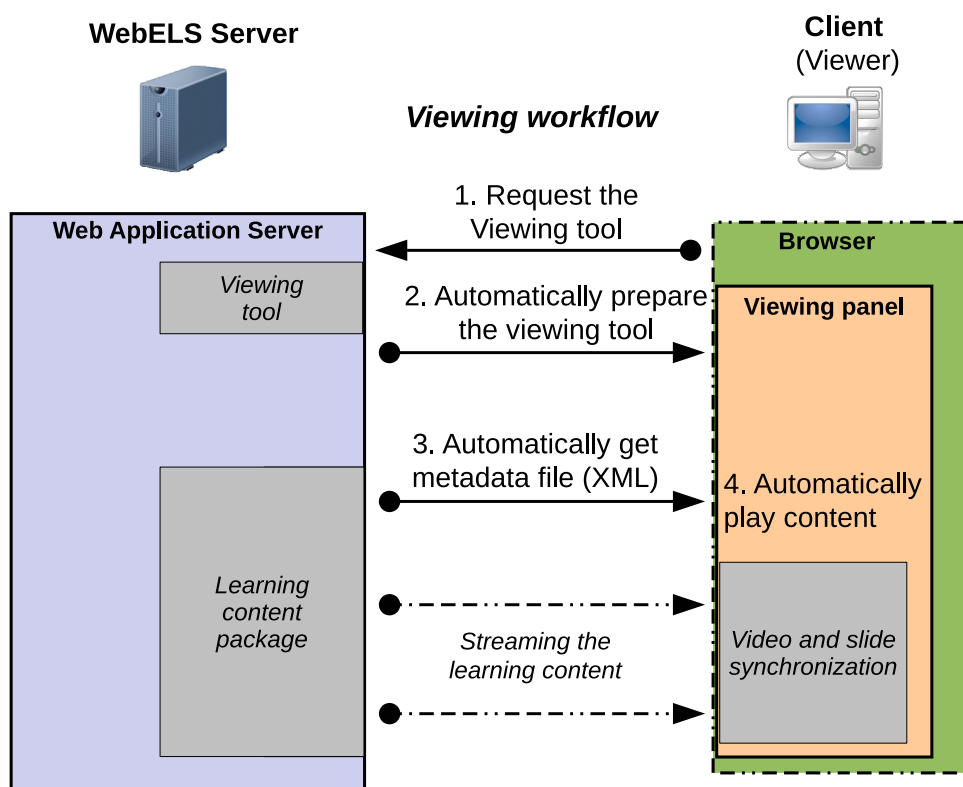 WebELS Server
Client
(Viewer)
Viewing workflow
1. Request the
Viewing tool
Web Application Server
Browser
Viewing
tool
2. Automatically prepare
the viewing tool
Viewing panel
3. Automatically get
metadata file (XML)
4. Automatically
play content
Learning
content
package
Streaming the
learning content
Video and slide
synchronization